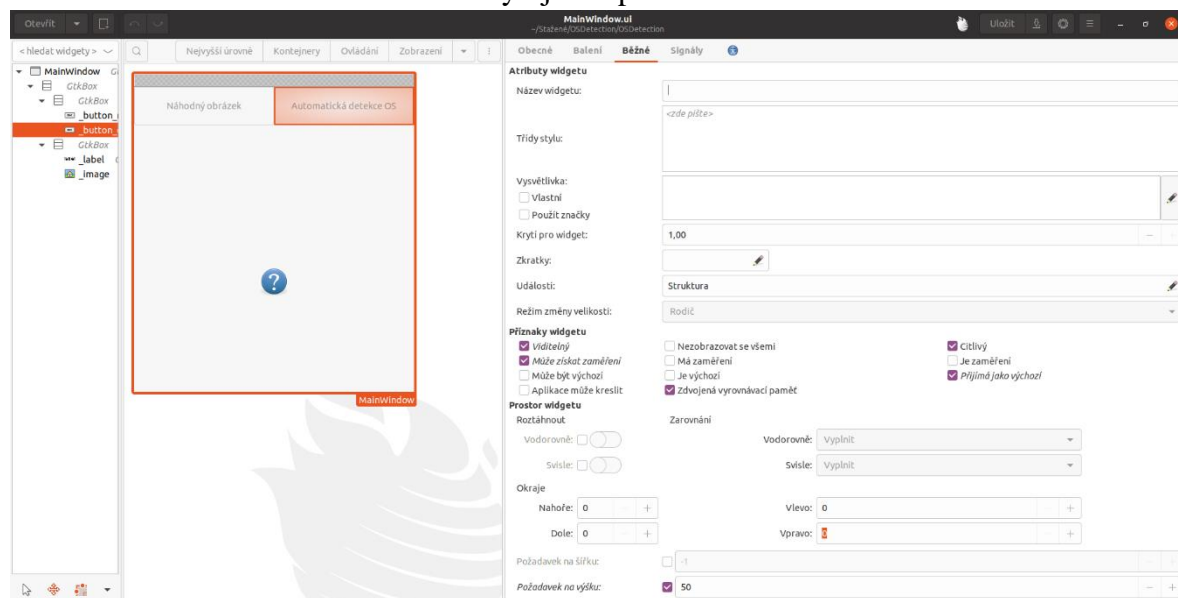 Otevřít
MainWindow.ui
~/Stažené/OSDetection/OSDetection
Uložit
< hledat widgety >
Nejvyšší úrovně Kontejnery Ovládání Zobrazení
MainWindow
GtkBox
GtkBox
_button_
_button_
GtkBox
_label
_image
Náhodný obrázek
Automatická detekce OS
MainWindow
Obecné Balení Běžné Signály
Atributy widgetu
Název widgetu:
<zde pište>
Třídy stylu:
Vysvětlivka:
Vlastní
Použít značky
Krytí pro widget: 1,00
Zkratky:
Události: Struktura
Režim změny velikosti: Rodič
Příznaky widgetu
Viditelný Nezobrazovat se všemi Citlivý
Může získat zaměření Má zaměření Je zaměření
Může být výchozí Je výchozí Přijímá jako výchozí
Aplikace může kreslit Zdvojená vyrovnávací paměť
Prostor widgetu
Roztáhnout Zarovnání
Vodorovně: Vodorovně: Vyplnit
Svisle: Svisle: Vyplnit
Okraje
Nahoře: 0 Vlevo: 0
Dole: 0 Vpravo: 0
Požadavek na šířku: -1
Požadavek na výšku: 50